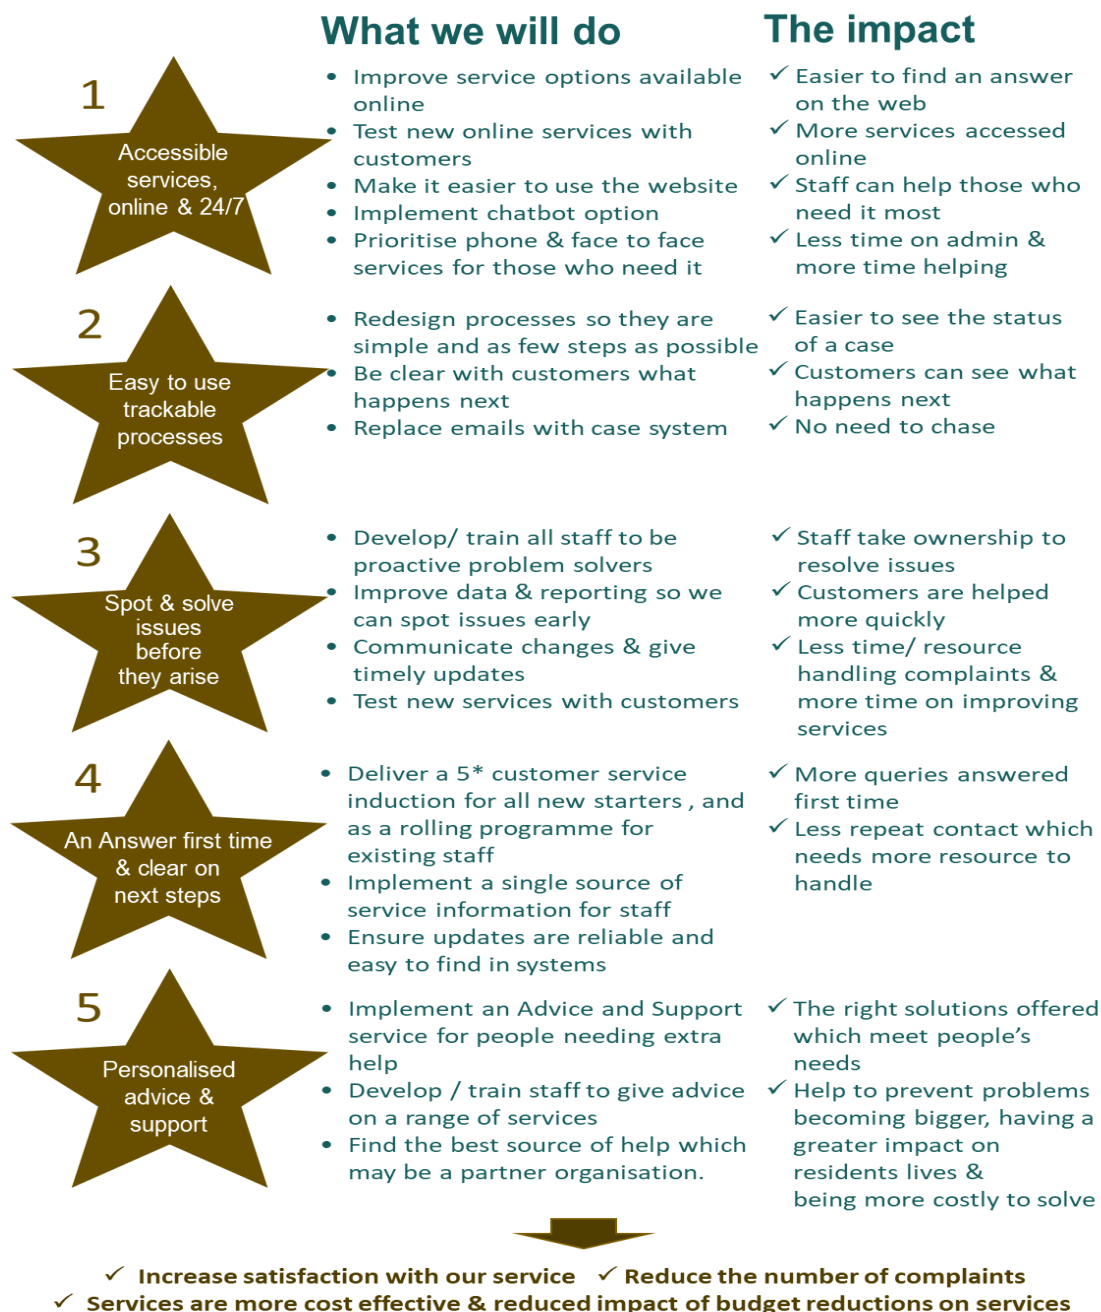 What we will do
The impact
1
Accessible
services,
online & 24/7
• Improve service options available
online
• Test new online services with
customers
• Make it easier to use the website
• Implement chatbot option
• Prioritise phone & face to face
services for those who need it
✓ Easier to find an answer
on the web
✓ More services accessed
online
✓ Staff can help those who
need it most
✓ Less time on admin &
more time helping
2
Easy to use
trackable
processes
• Redesign processes so they are
simple and as few steps as possible
• Be clear with customers what
happens next
• Replace emails with case system
✓ Easier to see the status
of a case
✓ Customers can see what
happens next
✓ No need to chase
3
Spot & solve
issues
before
they arise
• Develop/ train all staff to be
proactive problem solvers
• Improve data & reporting so we
can spot issues early
• Communicate changes & give
timely updates
• Test new services with customers
✓ Staff take ownership to
resolve issues
✓ Customers are helped
more quickly
✓ Less time/ resource
handling complaints &
more time on improving
services
4
An Answer first time
& clear on
next steps
• Deliver a 5* customer service
induction for all new starters , and
as a rolling programme for
existing staff
• Implement a single source of
service information for staff
• Ensure updates are reliable and
easy to find in systems
✓ More queries answered
first time
✓ Less repeat contact which
needs more resource to
handle
5
Personalised
advice &
support
• Implement an Advice and Support
service for people needing extra
help
• Develop / train staff to give advice
on a range of services
• Find the best source of help which
may be a partner organisation.
✓ The right solutions offered
which meet people's
needs
✓ Help to prevent problems
becoming bigger, having a
greater impact on
residents lives &
being more costly to solve
✓ Increase satisfaction with our service ✓ Reduce the number of complaints
✓ Services are more cost effective & reduced impact of budget reductions on services